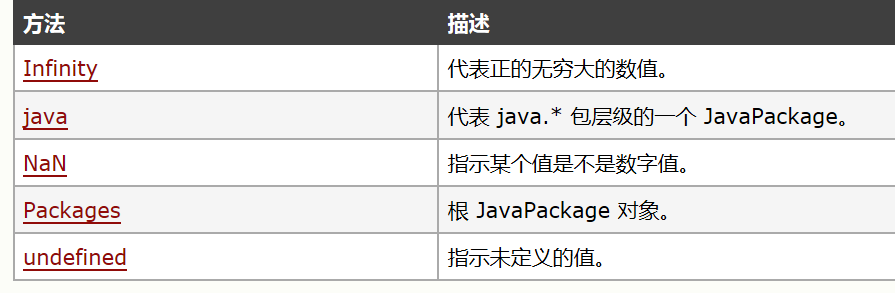 方法 描述
Infinity 代表正的无穷大的数值。
java 代表 java.* 包层级的一个 JavaPackage。
NaN 指示某个值是不是数字值。
Packages 根 JavaPackage 对象。
undefined 指示未定义的值。